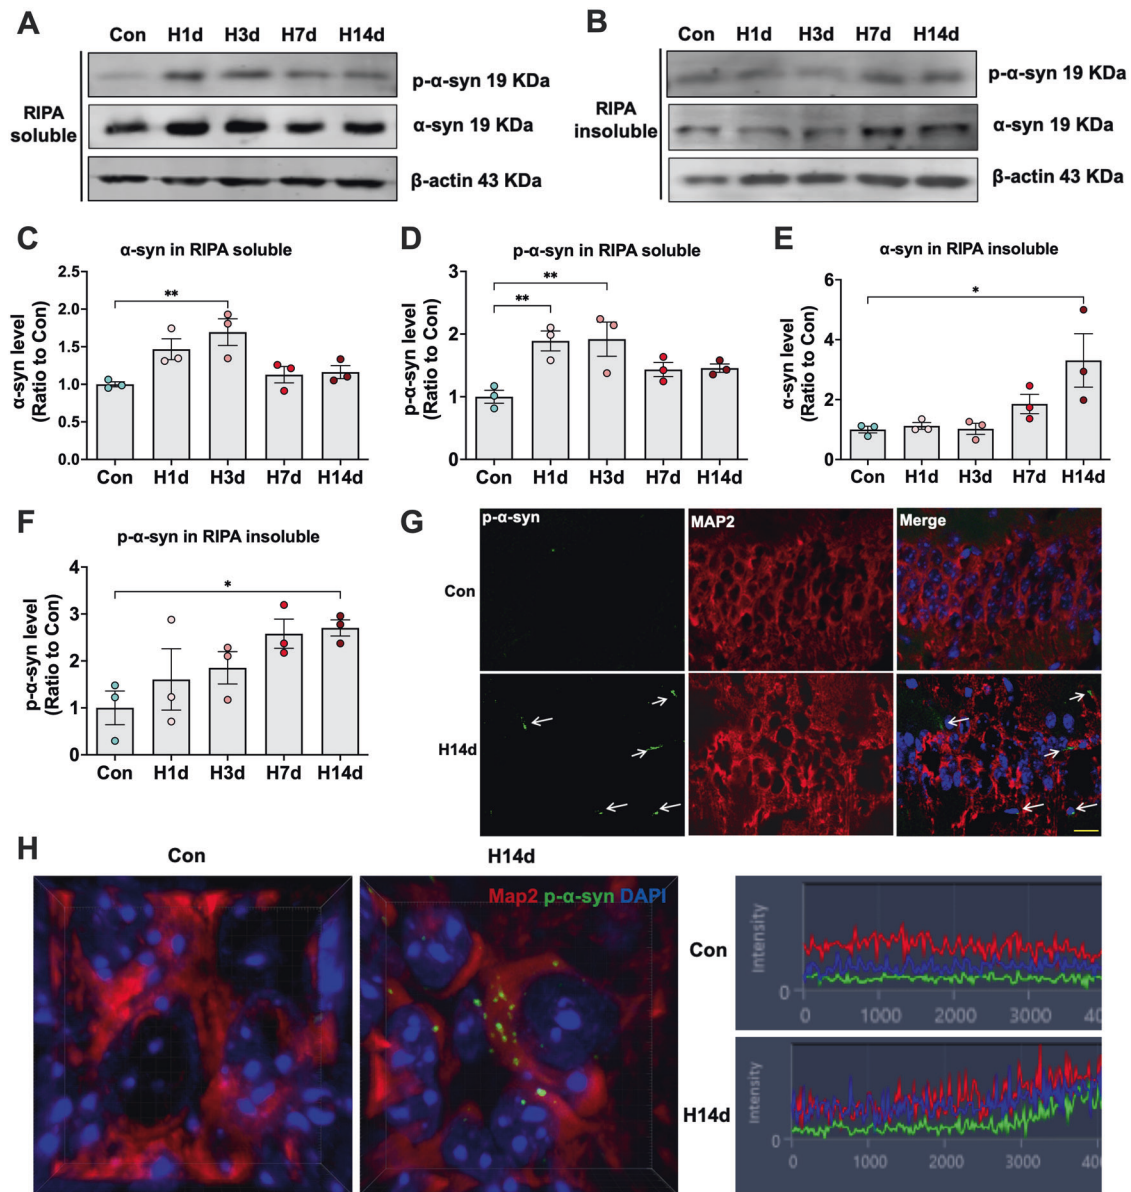 A
Con H1d H3d H7d H14d
RIPA
soluble
p-α-syn 19 KDa
α-syn 19 KDa
β-actin 43 KDa
B
Con H1d H3d H7d H14d
RIPA
insoluble
p-α-syn 19 KDa
α-syn 19 KDa
β-actin 43 KDa
C
α-syn in RIPA soluble
α-syn level
(Ratio to Con)
2.5
2.0
1.5
1.0
0.5
0.0
**
Con H1d H3d H7d H14d
D
p-α-syn in RIPA soluble
p-α-syn level
(Ratio to Con)
3
2
1
0
**
**
Con H1d H3d H7d H14d
E
α-syn in RIPA insoluble
α-syn level
(Ratio to Con)
6
4
2
0
*
Con H1d H3d H7d H14d
F
p-α-syn in RIPA insoluble
p-α-syn level
(Ratio to Con)
4
3
2
1
0
*
Con H1d H3d H7d H14d
G
p-α-syn MAP2 Merge
Con
H14d
H
Con H14d
Map2 p-α-syn DAPI
Con
Intensity
0
0 1000 2000 3000 40
H14d
Intensity
0
0 1000 2000 3000 40